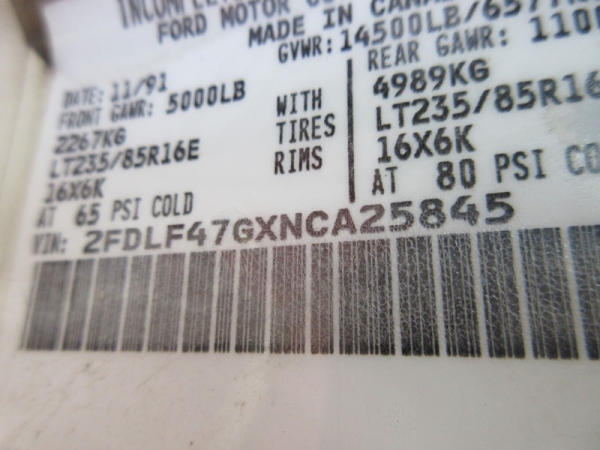 INCOMPLE
FORD MOTOR CO
MADE IN CANA
GVWR: 14500LB/657
DATE: 11/91
FRONT GAWR: 5000LB
2267KG
LT235/85R16E
16X6K
AT 65 PSI COLD
WITH
TIRES
RIMS
REAR GAWR: 110
4989KG
LT235/85R16
16X6K
AT 80 PSI CO
VIN: 2FDLF47GXNCA25845